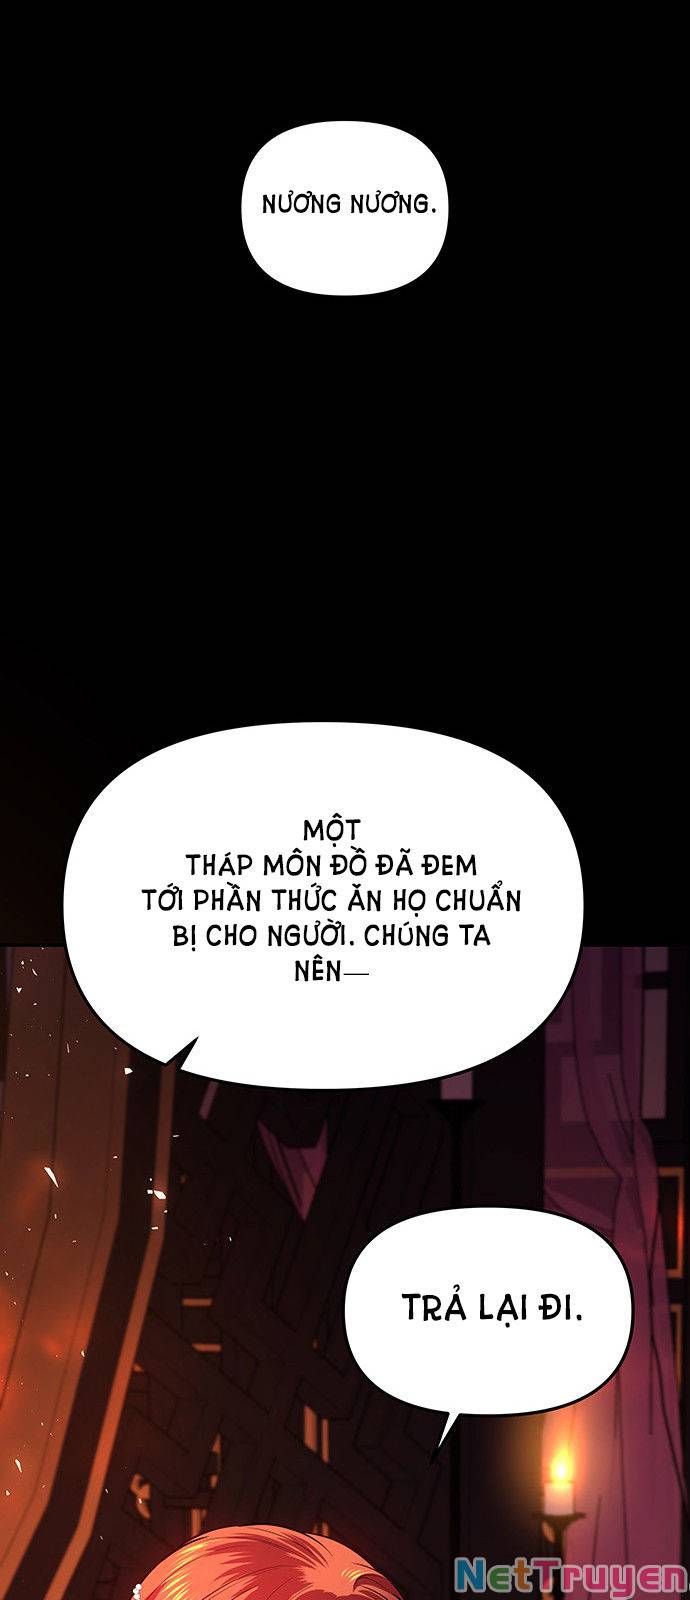 NƯƠNG NƯƠNG.
MỘT
THÁP MÔN ĐỒ ĐÃ ĐEM
TỚI PHẦN THỨC ĂN HỌ CHUẨN
BỊ CHO NGƯỜI. CHÚNG TA
NÊN—
TRẢ LẠI ĐI.
NetTruyen